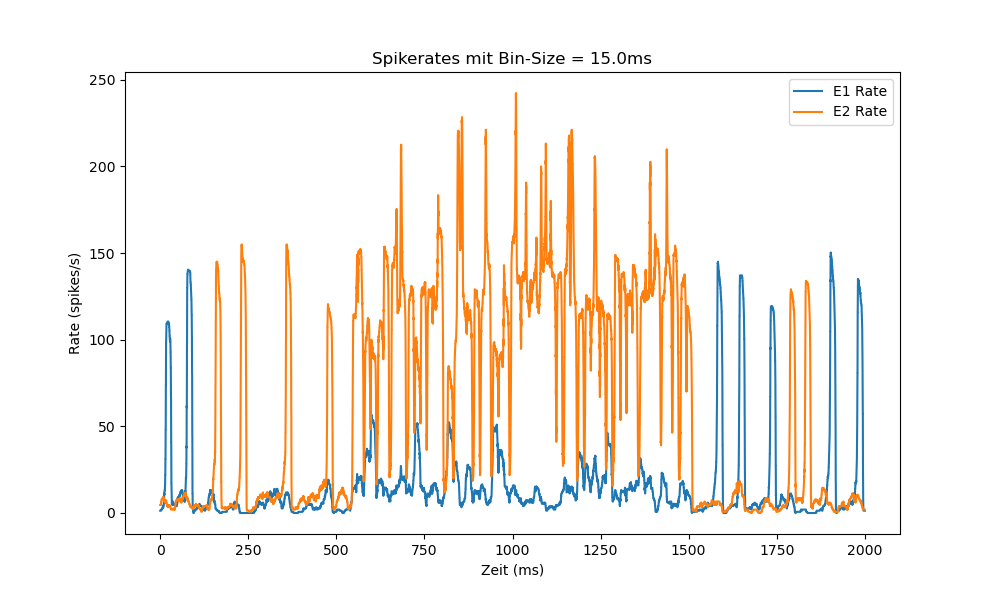 Spikerates mit Bin-Size = 15.0ms
E1 Rate
E2 Rate
250
200
150
100
50
0
Rate (spikes/s)
0 250 500 750 1000 1250 1500 1750 2000
Zeit (ms)